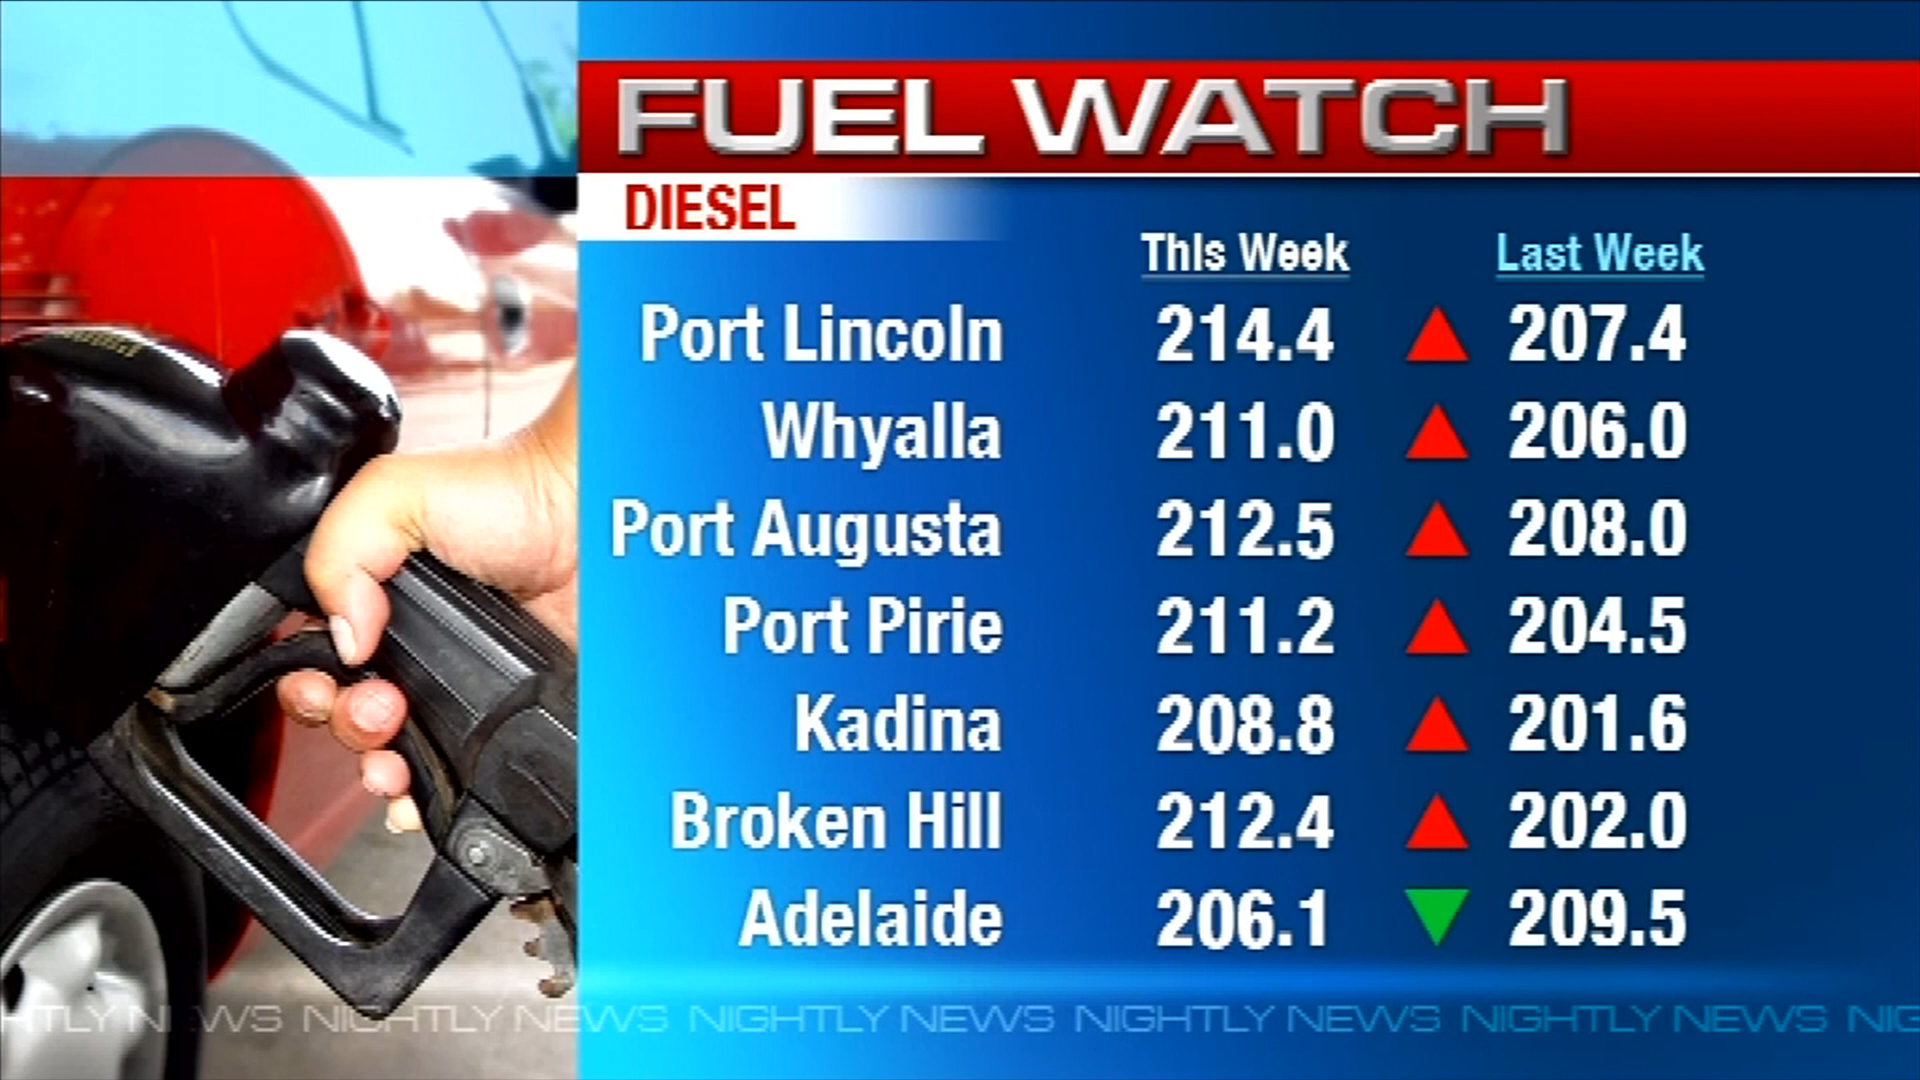 FUEL WATCH
DIESEL
This Week Last Week
Port Lincoln 214.4 207.4
Whyalla 211.0 206.0
Port Augusta 212.5 208.0
Port Pirie 211.2 204.5
Kadina 208.8 201.6
Broken Hill 212.4 202.0
Adelaide 206.1 209.5
NIGHTLY NEWS NIGHTLY NEWS NIGHTLY NEWS NIGHTLY NEWS